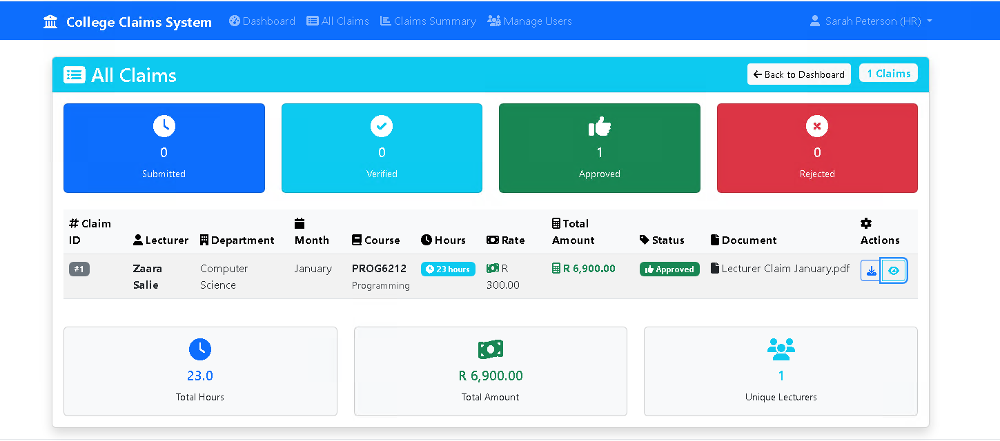 College Claims System Dashboard All Claims Claims Summary Manage Users Sarah Peterson (HR)
All Claims Back to Dashboard 1 Claims
0
Submitted
0
Verified
1
Approved
0
Rejected
# Claim ID Lecturer Department Month Course Hours Rate Total Amount Status Document Actions
#1 Zaara Salie Computer Science January PROG6212 Programming 23 hours R 300.00 R 6,900.00 Approved Lecturer Claim January.pdf
23.0
Total Hours
R 6,900.00
Total Amount
1
Unique Lecturers